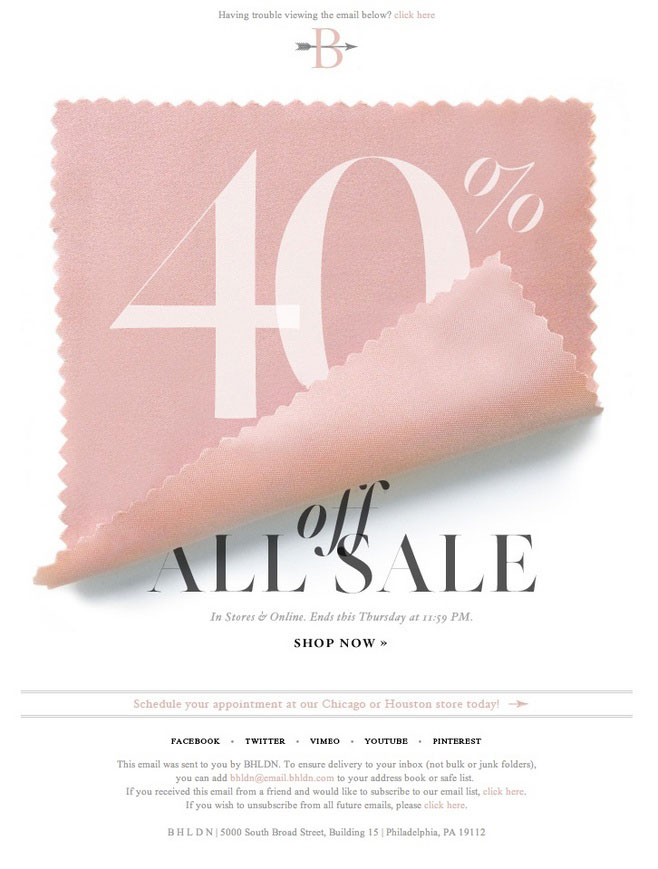 Having trouble viewing the email below? click here
B
40%
off
ALL SALE
In Stores & Online. Ends this Thursday at 11:59 PM.
SHOP NOW »
Schedule your appointment at our Chicago or Houston store today!
FACEBOOK • TWITTER • VIMEO • YOUTUBE • PINTEREST
This email was sent to you by BHLDN. To ensure delivery to your inbox (not bulk or junk folders),
you can add bhldn@email.bhldn.com to your address book or safe list.
If you received this email from a friend and would like to subscribe to our email list, click here.
If you wish to unsubscribe from all future emails, please click here.
B H L D N | 5000 South Broad Street, Building 15 | Philadelphia, PA 19112